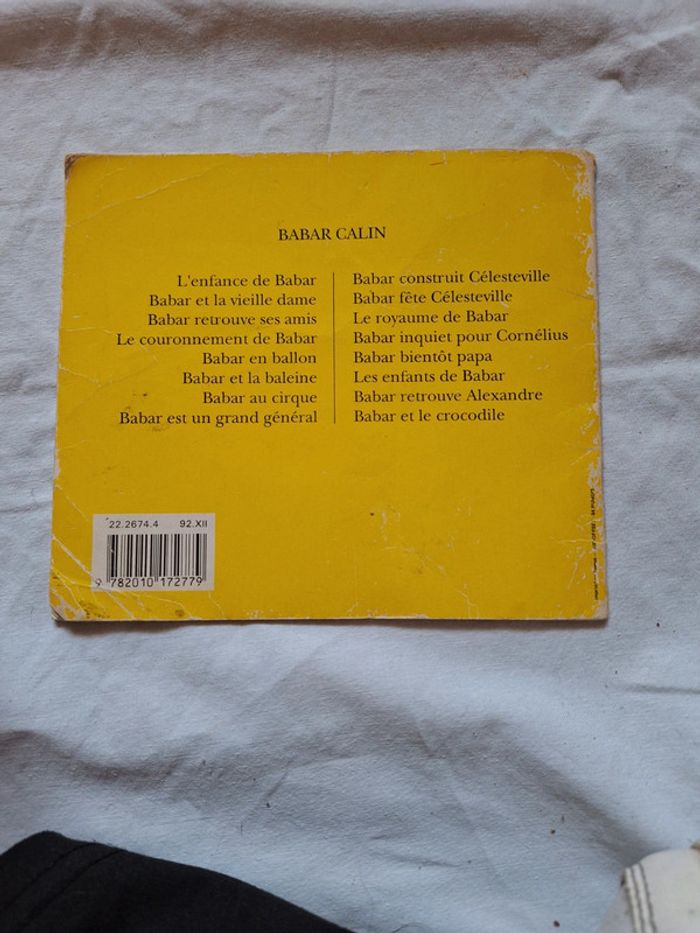 BABAR CALIN
L'enfance de Babar
Babar et la vieille dame
Babar retrouve ses amis
Le couronnement de Babar
Babar en ballon
Babar et la baleine
Babar au cirque
Babar est un grand général
Babar construit Célesteville
Babar fête Célesteville
Le royaume de Babar
Babar inquiet pour Cornélius
Babar bientôt papa
Les enfants de Babar
Babar retrouve Alexandre
Babar et le crocodile
22.2674.4 92.XII
9 782010 172779